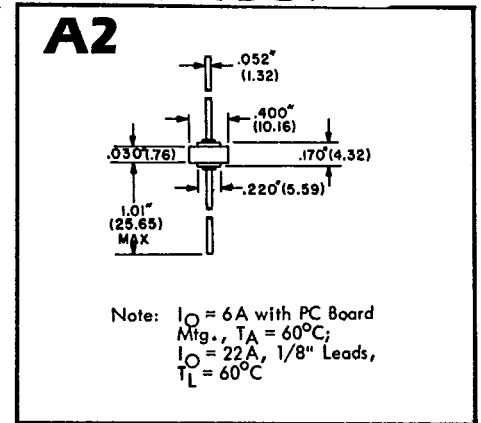 A2
.052"
(1.32)
.400"
(10.16)
.030"(.76)
.170"(4.32)
.220"(5.59)
1.01"
(25.65)
MAX
Note: IO = 6A with PC Board
Mtg., TA = 60°C;
IO = 22A, 1/8" Leads,
TL = 60°C